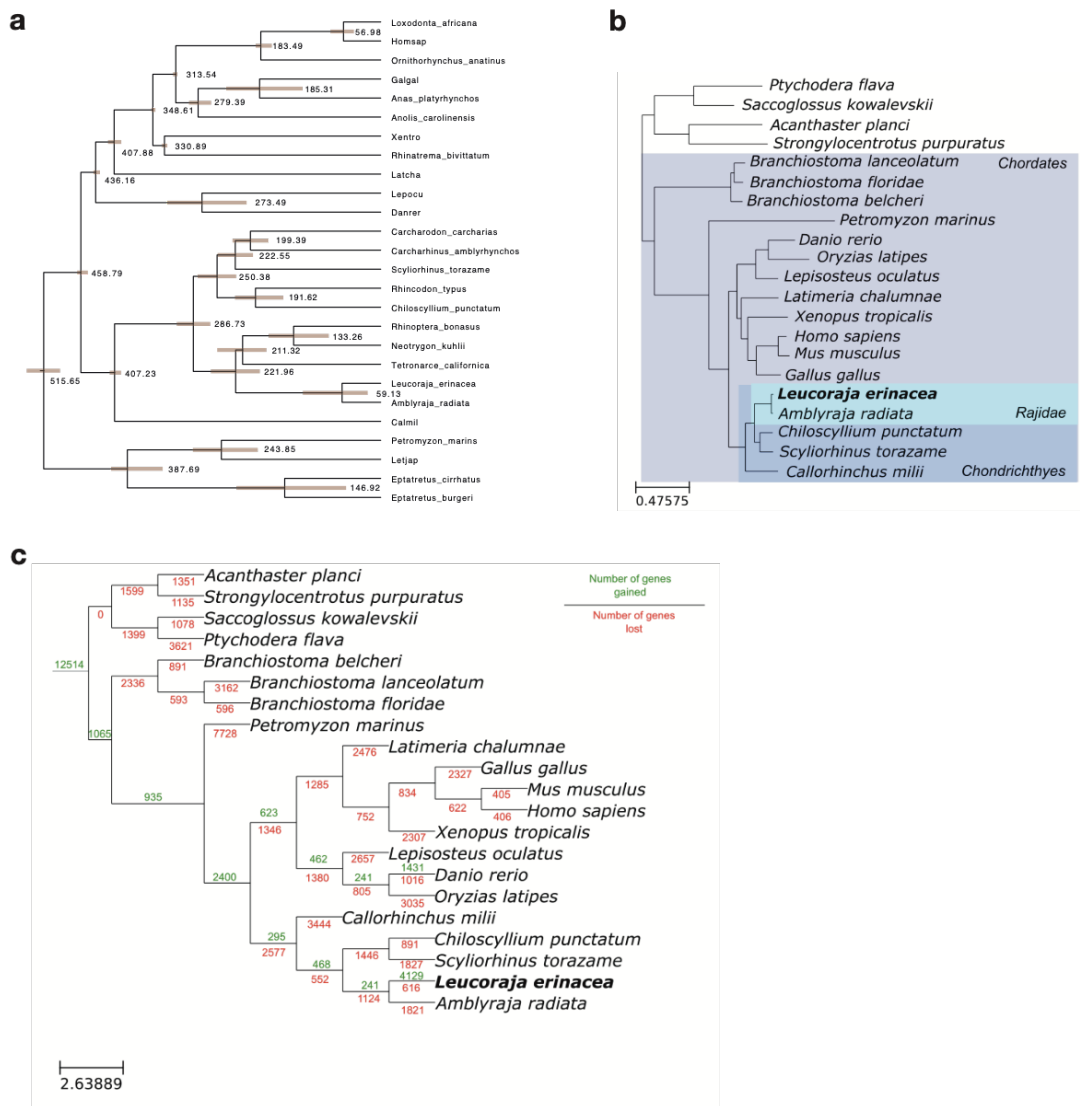 a
Loxodonta_africana
56.98
Homsap
183.49
Ornithorhynchus_anatinus
313.54
Galgal
185.31
Anas_platyrhynchos
279.39
348.61
Anolis_carolinensis
Xentro
407.88
330.89
Rhinatrema_bivittatum
Latcha
436.16
Lepocu
273.49
Danrer
Carcharodon_carcharias
199.39
Carcharhinus_amblyrhynchos
222.55
458.79
Scyliorhinus_torazame
250.38
Rhincodon_typus
191.62
Chiloscyllium_punctatum
286.73
Rhinoptera_bonasus
133.26
Neotrygon_kuhlii
211.32
Tetronarce_californica
221.96
407.23
515.65
Leucoraja_erinacea
59.13
Amblyraja_radiata
Calmil
Petromyzon_marins
243.85
Letjap
387.69
Eptatretus_cirrhatus
146.92
Eptatretus_burgeri
b
Ptychodera flava
Saccoglossus kowalevskii
Acanthaster planci
Strongylocentrotus purpuratus
Branchiostoma lanceolatum
Chordates
Branchiostoma floridae
Branchiostoma belcheri
Petromyzon marinus
Danio rerio
Oryzias latipes
Lepisosteus oculatus
Latimeria chalumnae
Xenopus tropicalis
Homo sapiens
Mus musculus
Gallus gallus
Leucoraja erinacea
Amblyraja radiata
Rajidae
Chiloscyllium punctatum
Scyliorhinus torazame
Callorhinchus milii
Chondrichthyes
0.47575
c
Number of genes
gained
Number of genes
lost
Acanthaster planci
1351
1599
Strongylocentrotus purpuratus
1135
0
Saccoglossus kowalevskii
1078
1399
Ptychodera flava
3621
12514
Branchiostoma belcheri
891
2336
Branchiostoma lanceolatum
3162
593
Branchiostoma floridae
596
1065
Petromyzon marinus
7728
Latimeria chalumnae
2476
Gallus gallus
2327
1285
834
Mus musculus
405
622
Homo sapiens
406
935
623
752
1346
Xenopus tropicalis
2307
Lepisosteus oculatus
2657
462
1380
1431
Danio rerio
1016
241
805
Oryzias latipes
3035
2400
Callorhinchus milii
3444
295
2577
Chiloscyllium punctatum
891
1446
Scyliorhinus torazame
1827
468
552
4129
Leucoraja erinacea
616
241
1124
Amblyraja radiata
1821
2.63889